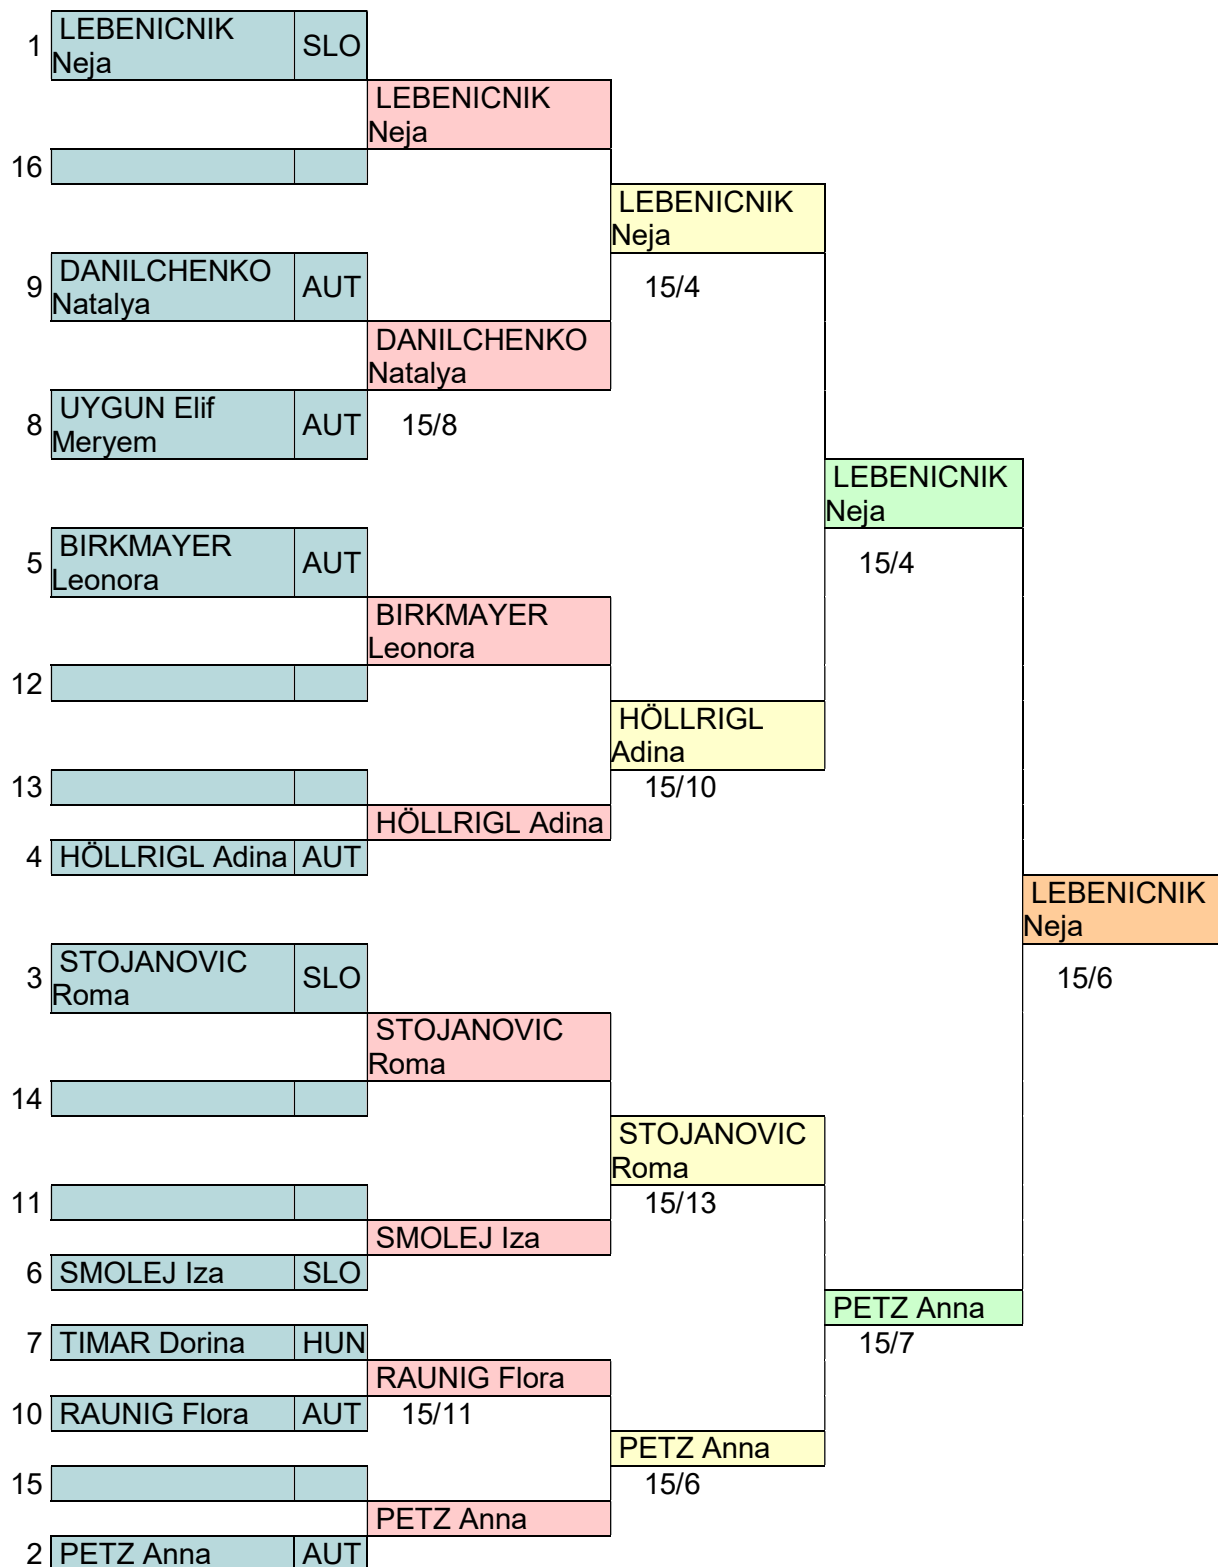 1 LEBENICNIK Neja SLO
LEBENICNIK
Neja
16
LEBENICNIK
Neja
9 DANILCHENKO Natalya AUT
15/4
DANILCHENKO
Natalya
8 UYGUN Elif Meryem AUT
15/8
LEBENICNIK
Neja
5 BIRKMAYER Leonora AUT
15/4
BIRKMAYER
Leonora
12
HÖLLRIGL
Adina
13
15/10
HÖLLRIGL Adina
4 HÖLLRIGL Adina AUT
LEBENICNIK
Neja
3 STOJANOVIC Roma SLO
15/6
STOJANOVIC
Roma
14
STOJANOVIC
Roma
11
15/13
SMOLEJ Iza
6 SMOLEJ Iza SLO
PETZ Anna
7 TIMAR Dorina HUN
15/7
RAUNIG Flora
10 RAUNIG Flora AUT
15/11
PETZ Anna
15
15/6
PETZ Anna
2 PETZ Anna AUT